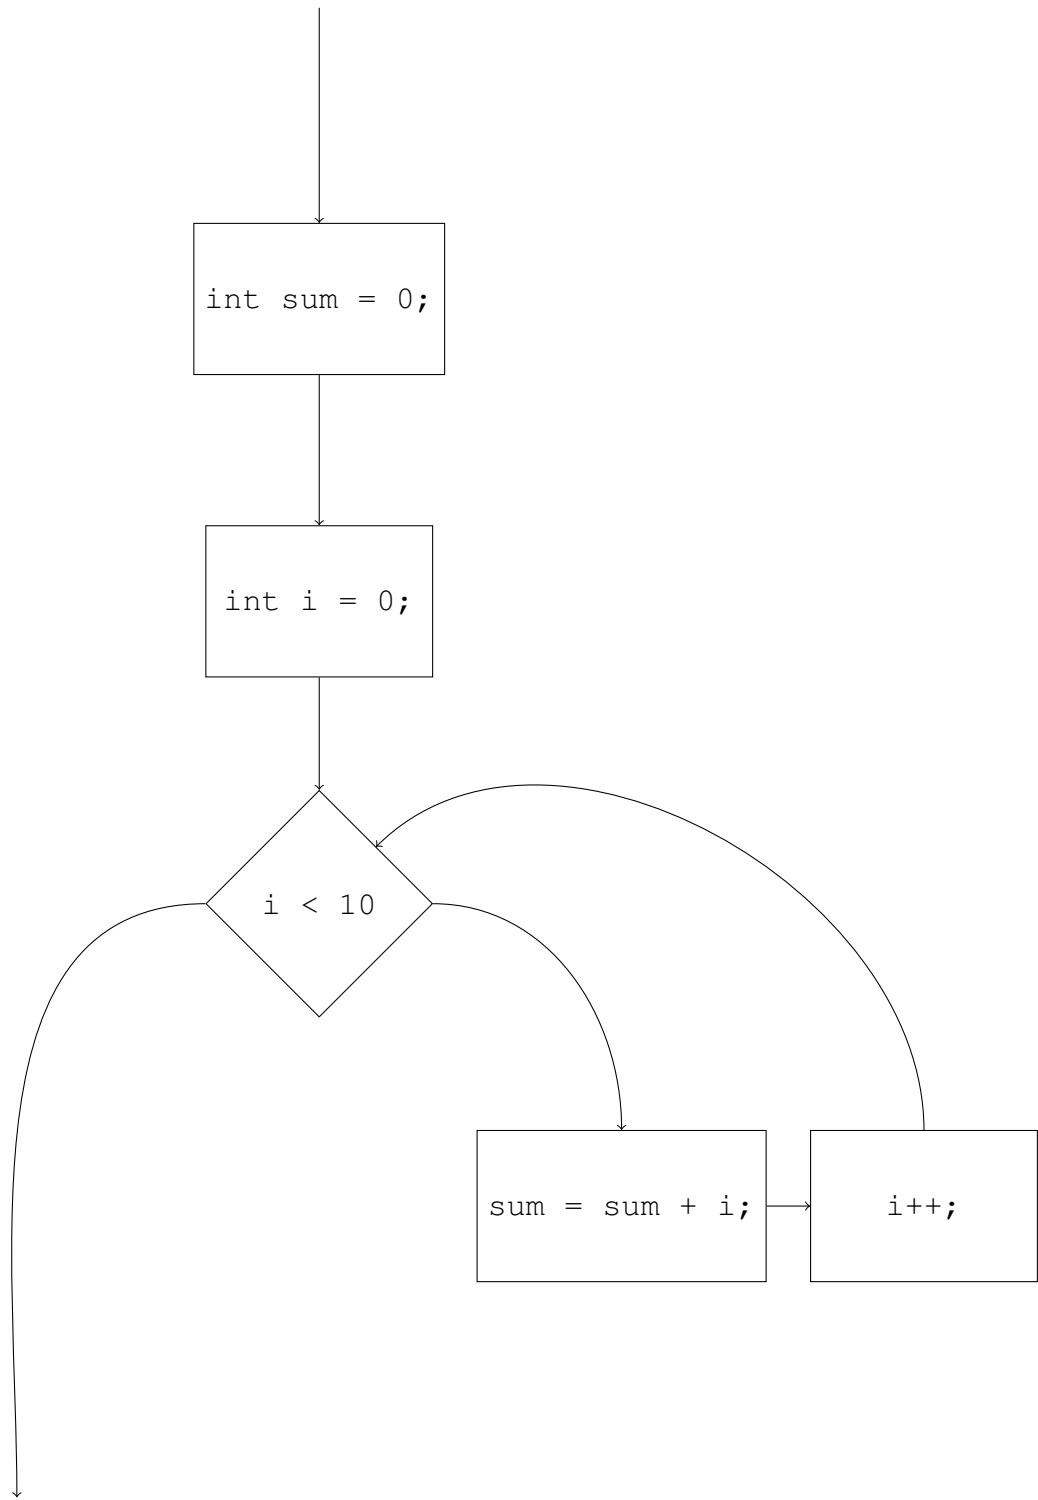 int sum = 0;
int i = 0;
i < 10
sum = sum + i;
i++;